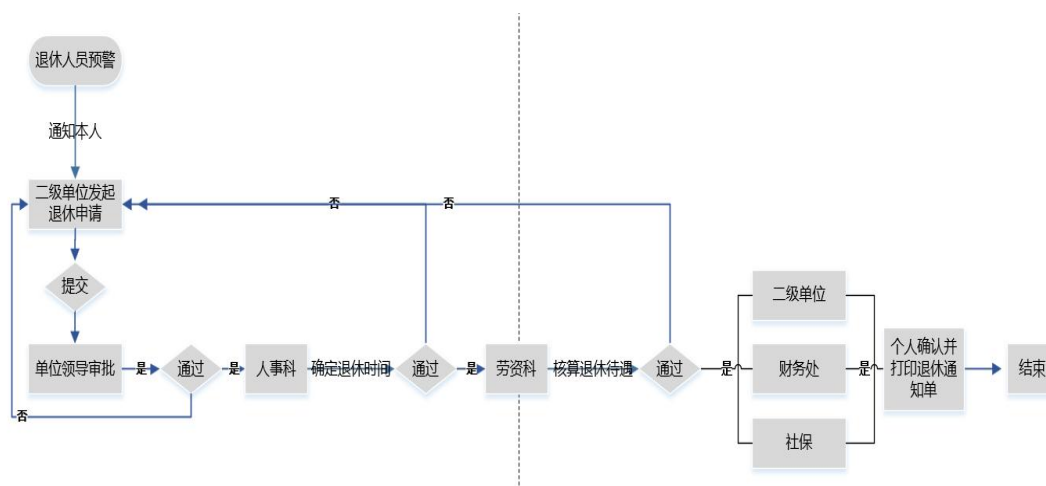 退休人员预警
通知本人
二级单位发起
退休申请
否
否
提交
单位领导审批
是
通过
是
人事科
确定退休时间
通过
是
劳资科
核算退休待遇
通过
是
二级单位
财务处
社保
是
个人确认并
打印退休通
知单
结束
否